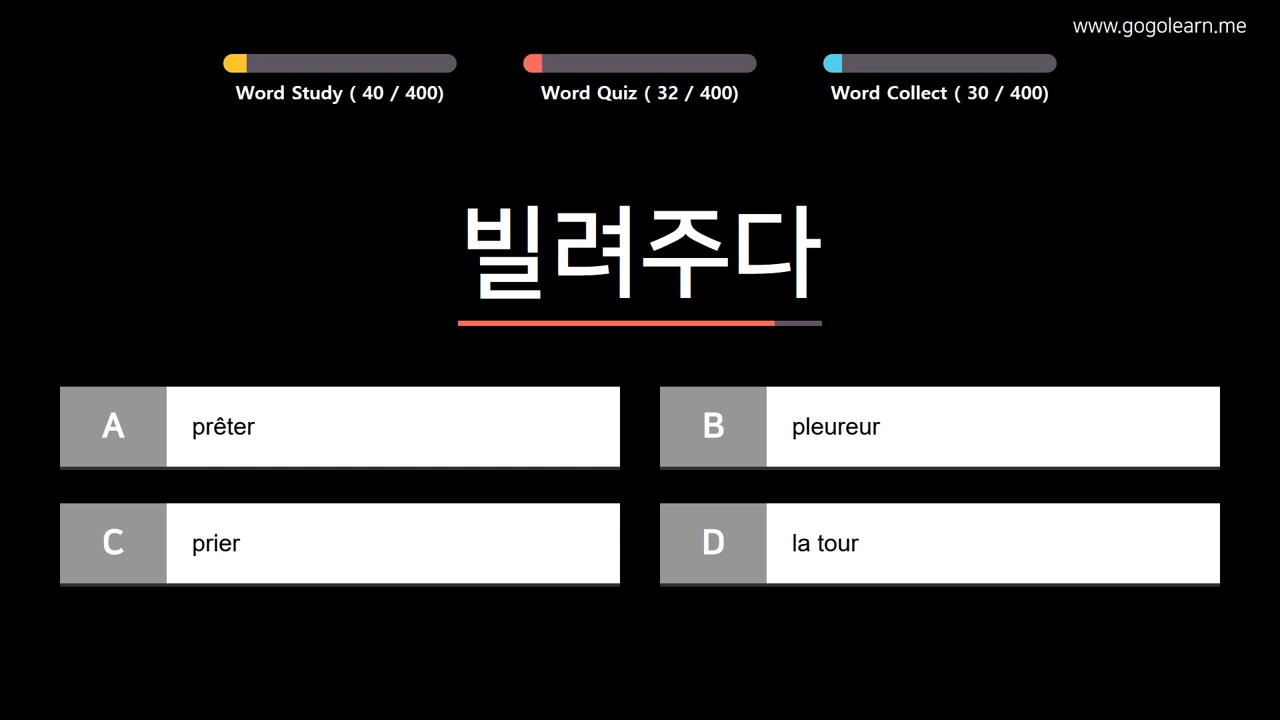 www.gogolearn.me
Word Study ( 40 / 400)
Word Quiz ( 32 / 400)
Word Collect ( 30 / 400)
빌려주다
A prêter
B pleureur
C prier
D la tour